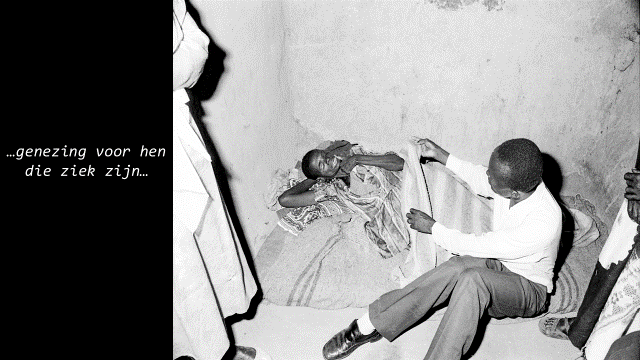 …genezing voor hen
die ziek zijn…